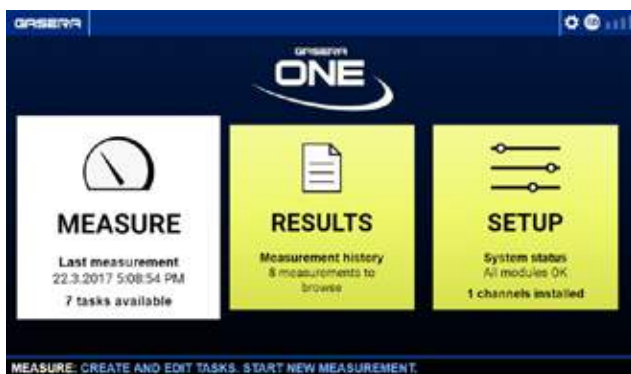 GASERA
GASERA
ONE
MEASURE
Last measurement
22.3.2017 5:08:54 PM
7 tasks available
RESULTS
Measurement history
8 measurements to
browse
SETUP
System status
All modules OK
1 channels installed
MEASURE: CREATE AND EDIT TASKS. START NEW MEASUREMENT.